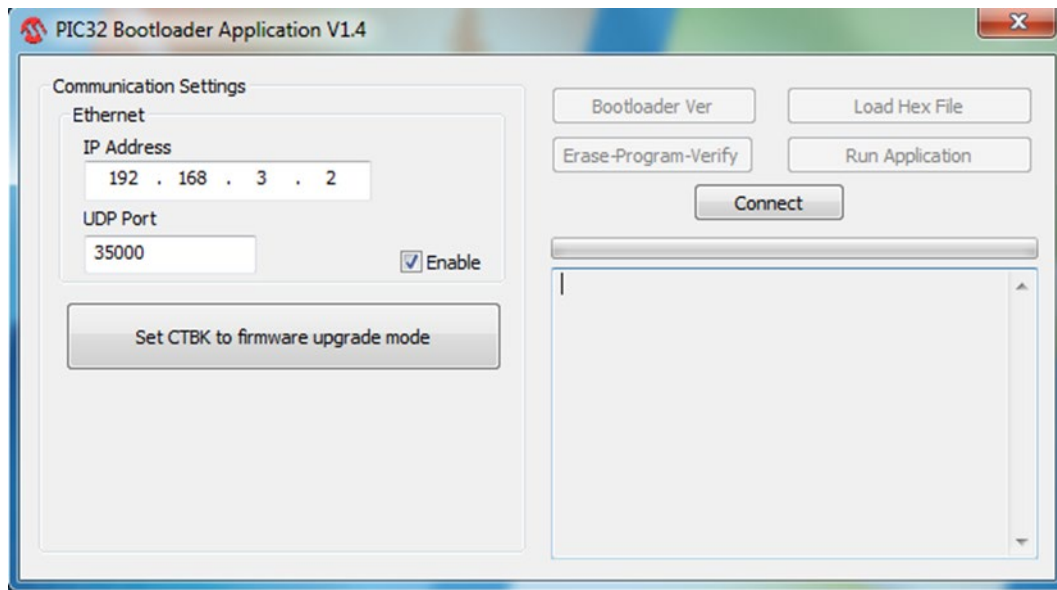 PIC32 Bootloader Application V1.4
Communication Settings
Ethernet
IP Address
192 . 168 . 3 . 2
UDP Port
35000
Enable
Set CTBK to firmware upgrade mode
Bootloader Ver
Load Hex File
Erase-Program-Verify
Run Application
Connect